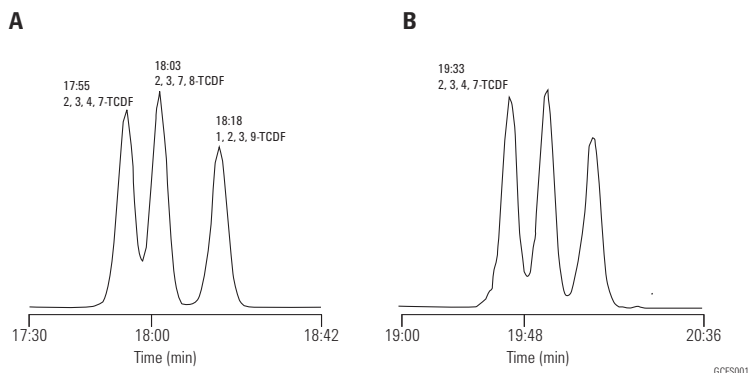 A
17:55
2, 3, 4, 7-TCDF
18:03
2, 3, 7, 8-TCDF
18:18
1, 2, 3, 9-TCDF
17:30 18:00 18:42
Time (min)
B
19:33
2, 3, 4, 7-TCDF
19:00 19:48 20:36
Time (min)